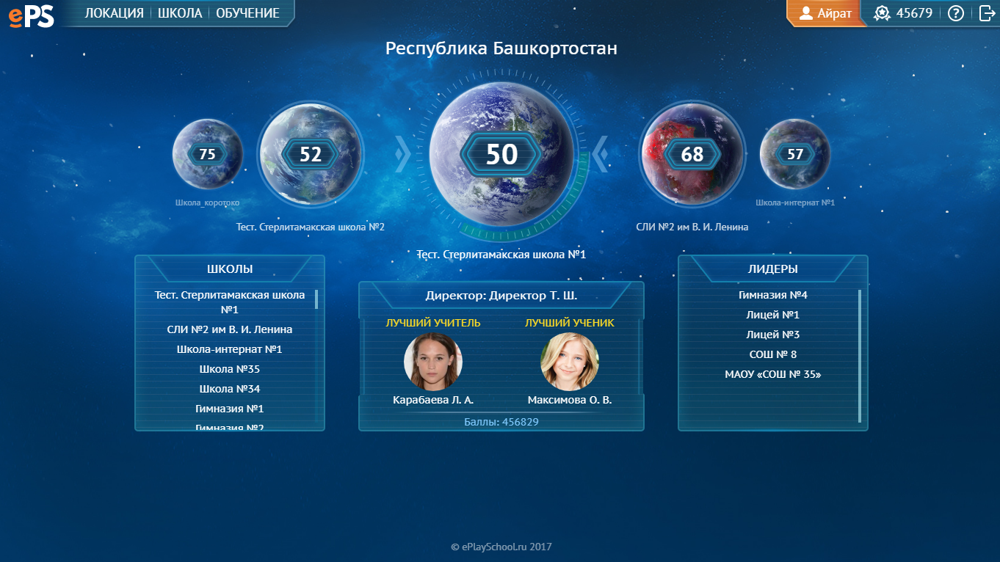 ePS
ЛОКАЦИЯ ШКОЛА ОБУЧЕНИЕ
Айрат 45679 ?
Республика Башкортостан
75
52
50
68
57
Школа_коротоко
Школа-интернат №1
Тест. Стерлитамакская школа №2
СЛИ №2 им В. И. Ленина
Тест. Стерлитамакская школа №1
ШКОЛЫ
Тест. Стерлитамакская школа
№1
СЛИ №2 им В. И. Ленина
Школа-интернат №1
Школа №35
Школа №34
Гимназия №1
Гимназия №2
Директор: Директор Т. Ш.
ЛУЧШИЙ УЧИТЕЛЬ
ЛУЧШИЙ УЧЕНИК
Карабаева Л. А.
Максимова О. В.
Баллы: 456829
ЛИДЕРЫ
Гимназия №4
Лицей №1
Лицей №3
СОШ № 8
МАОУ «СОШ № 35»
© ePlaySchool.ru 2017